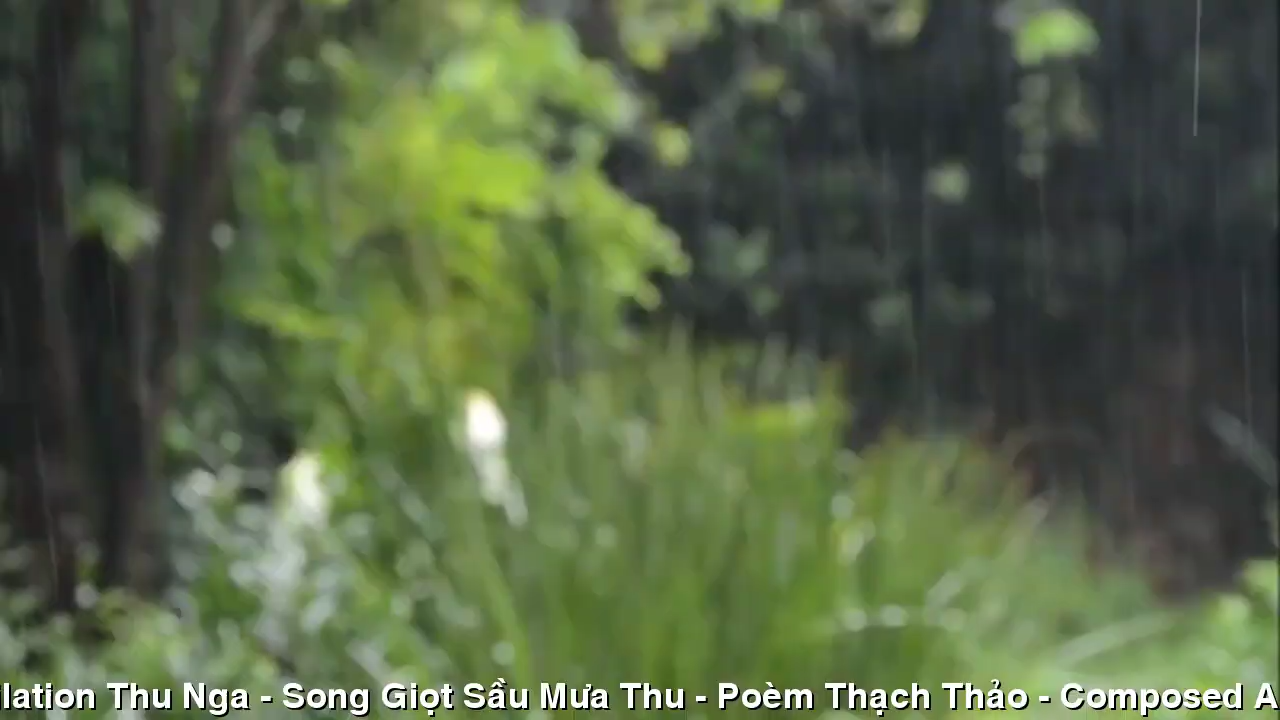 lation Thu Nga - Song Giọt Sầu Mưa Thu - Poèm Thạch Thảo - Composed A